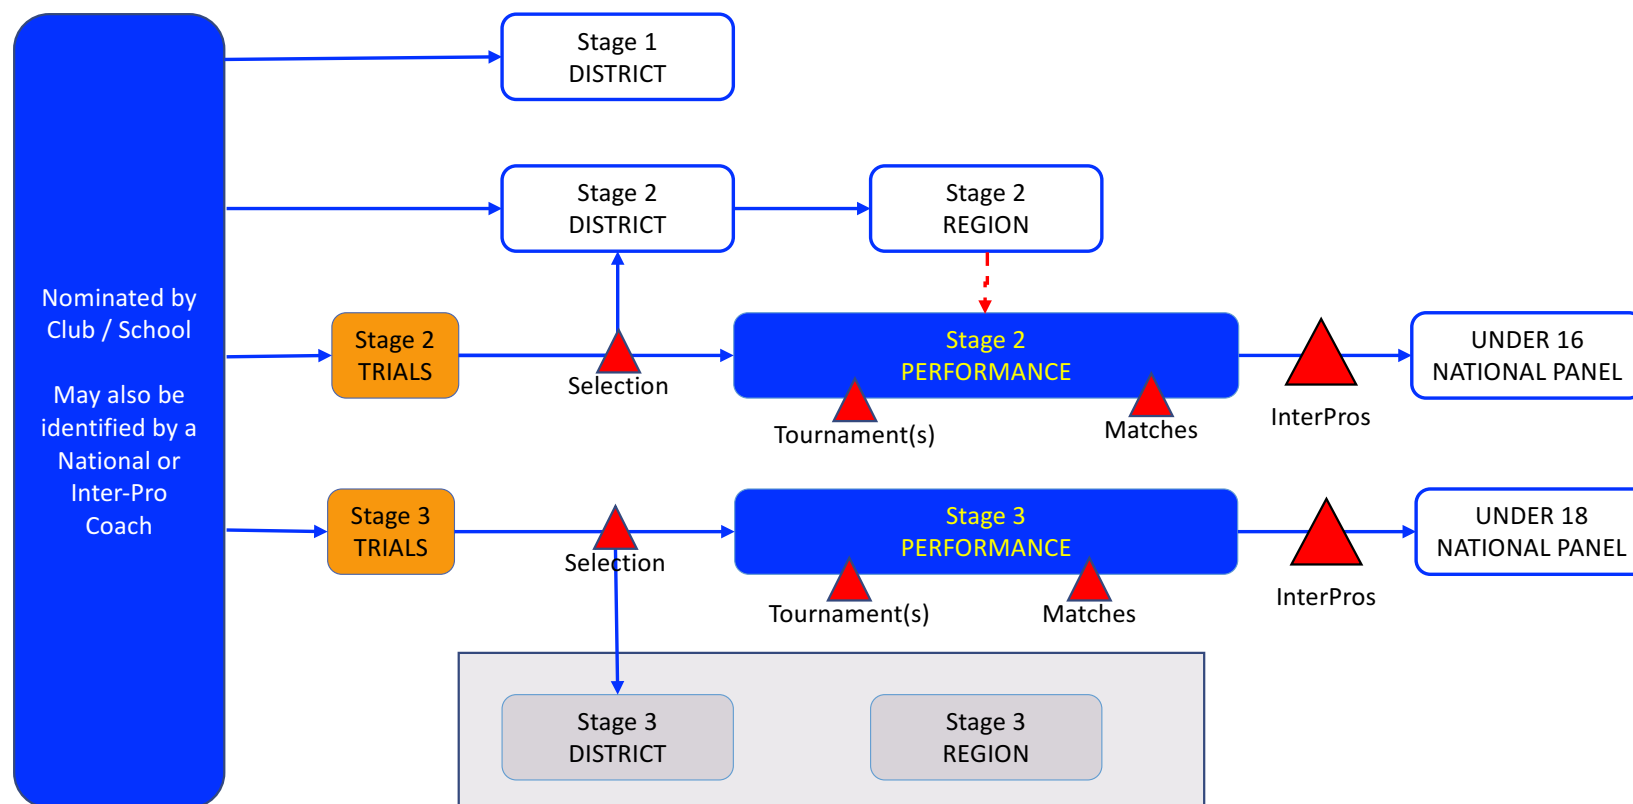 Stage 1
DISTRICT
Stage 2
DISTRICT
Stage 2
REGION
Nominated by
Club / School
May also be
identified by a
National or
Inter-Pro
Coach
Stage 2
TRIALS
Selection
Stage 2
PERFORMANCE
Tournament(s)
Matches
InterPros
UNDER 16
NATIONAL PANEL
Stage 3
TRIALS
Selection
Stage 3
PERFORMANCE
Tournament(s)
Matches
InterPros
UNDER 18
NATIONAL PANEL
Stage 3
DISTRICT
Stage 3
REGION